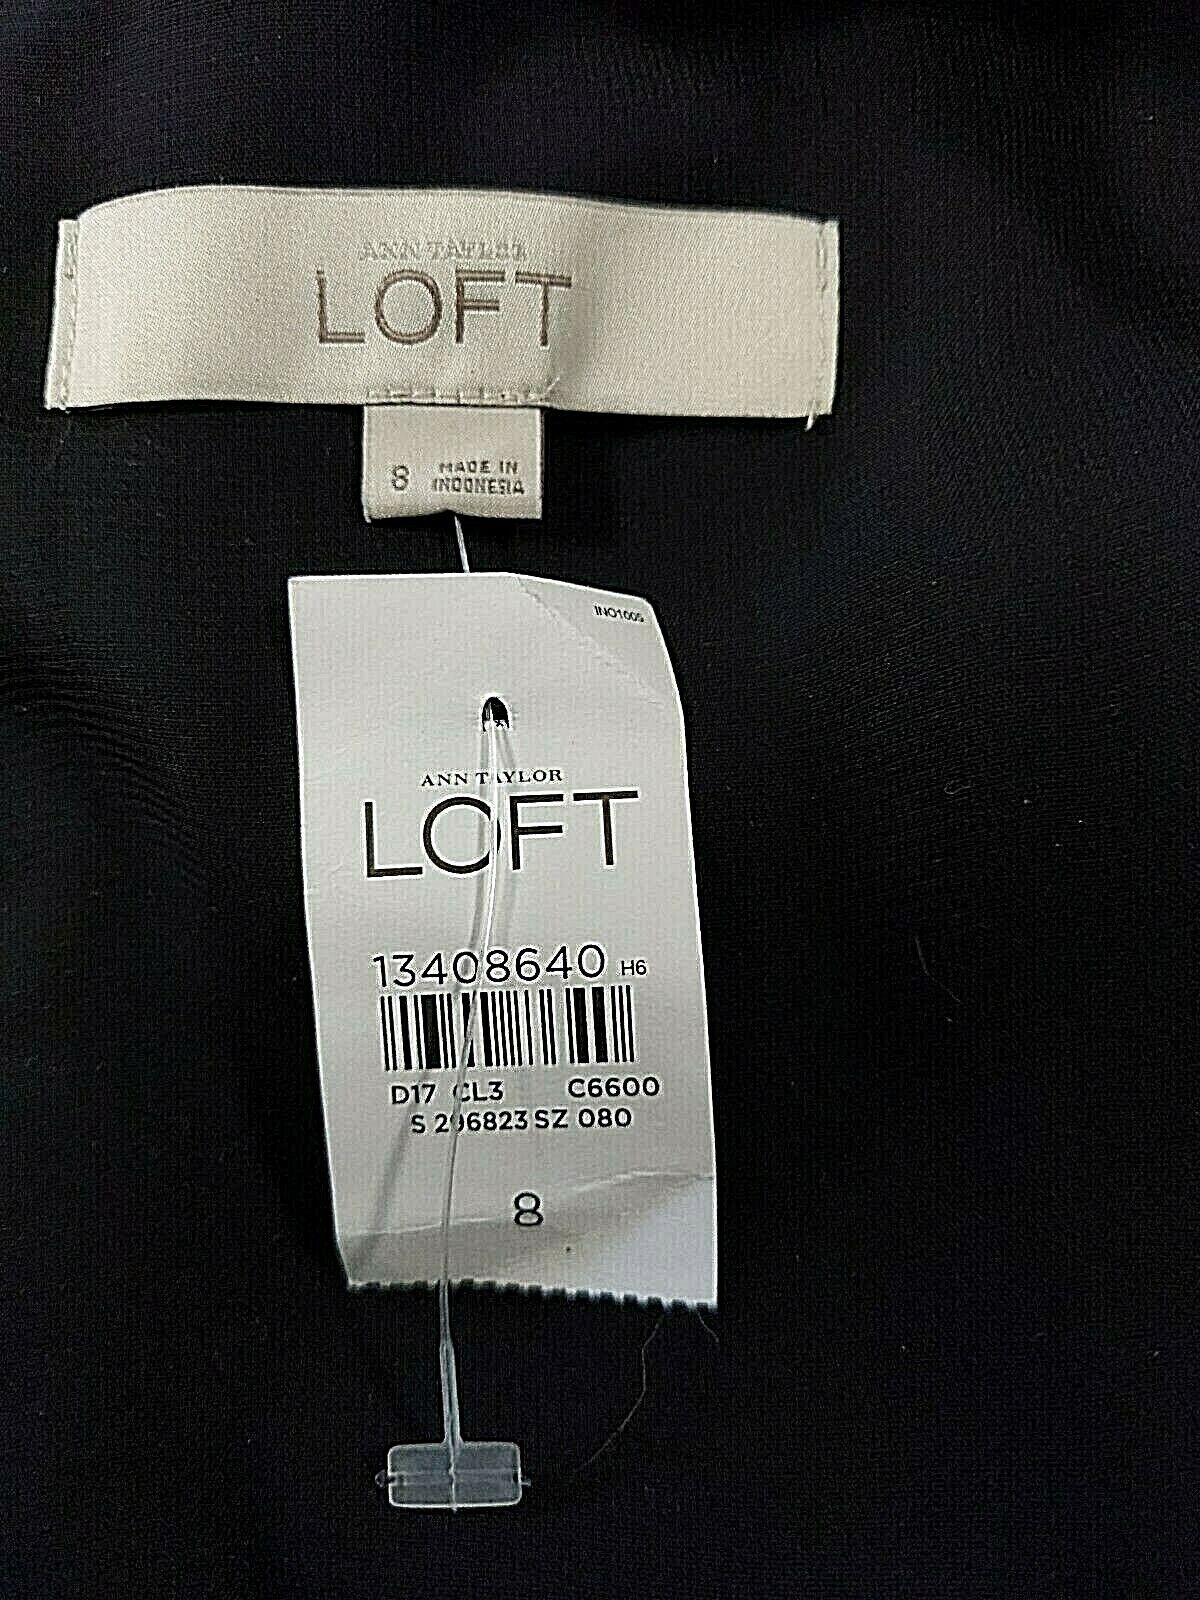 ANN TAYLOR
LOFT
8 MADE IN
INDONESIA
INO1005
ANN TAYLOR
LOFT
13408640 H6
D17 CL3 C6600
S 296823 SZ 080
8